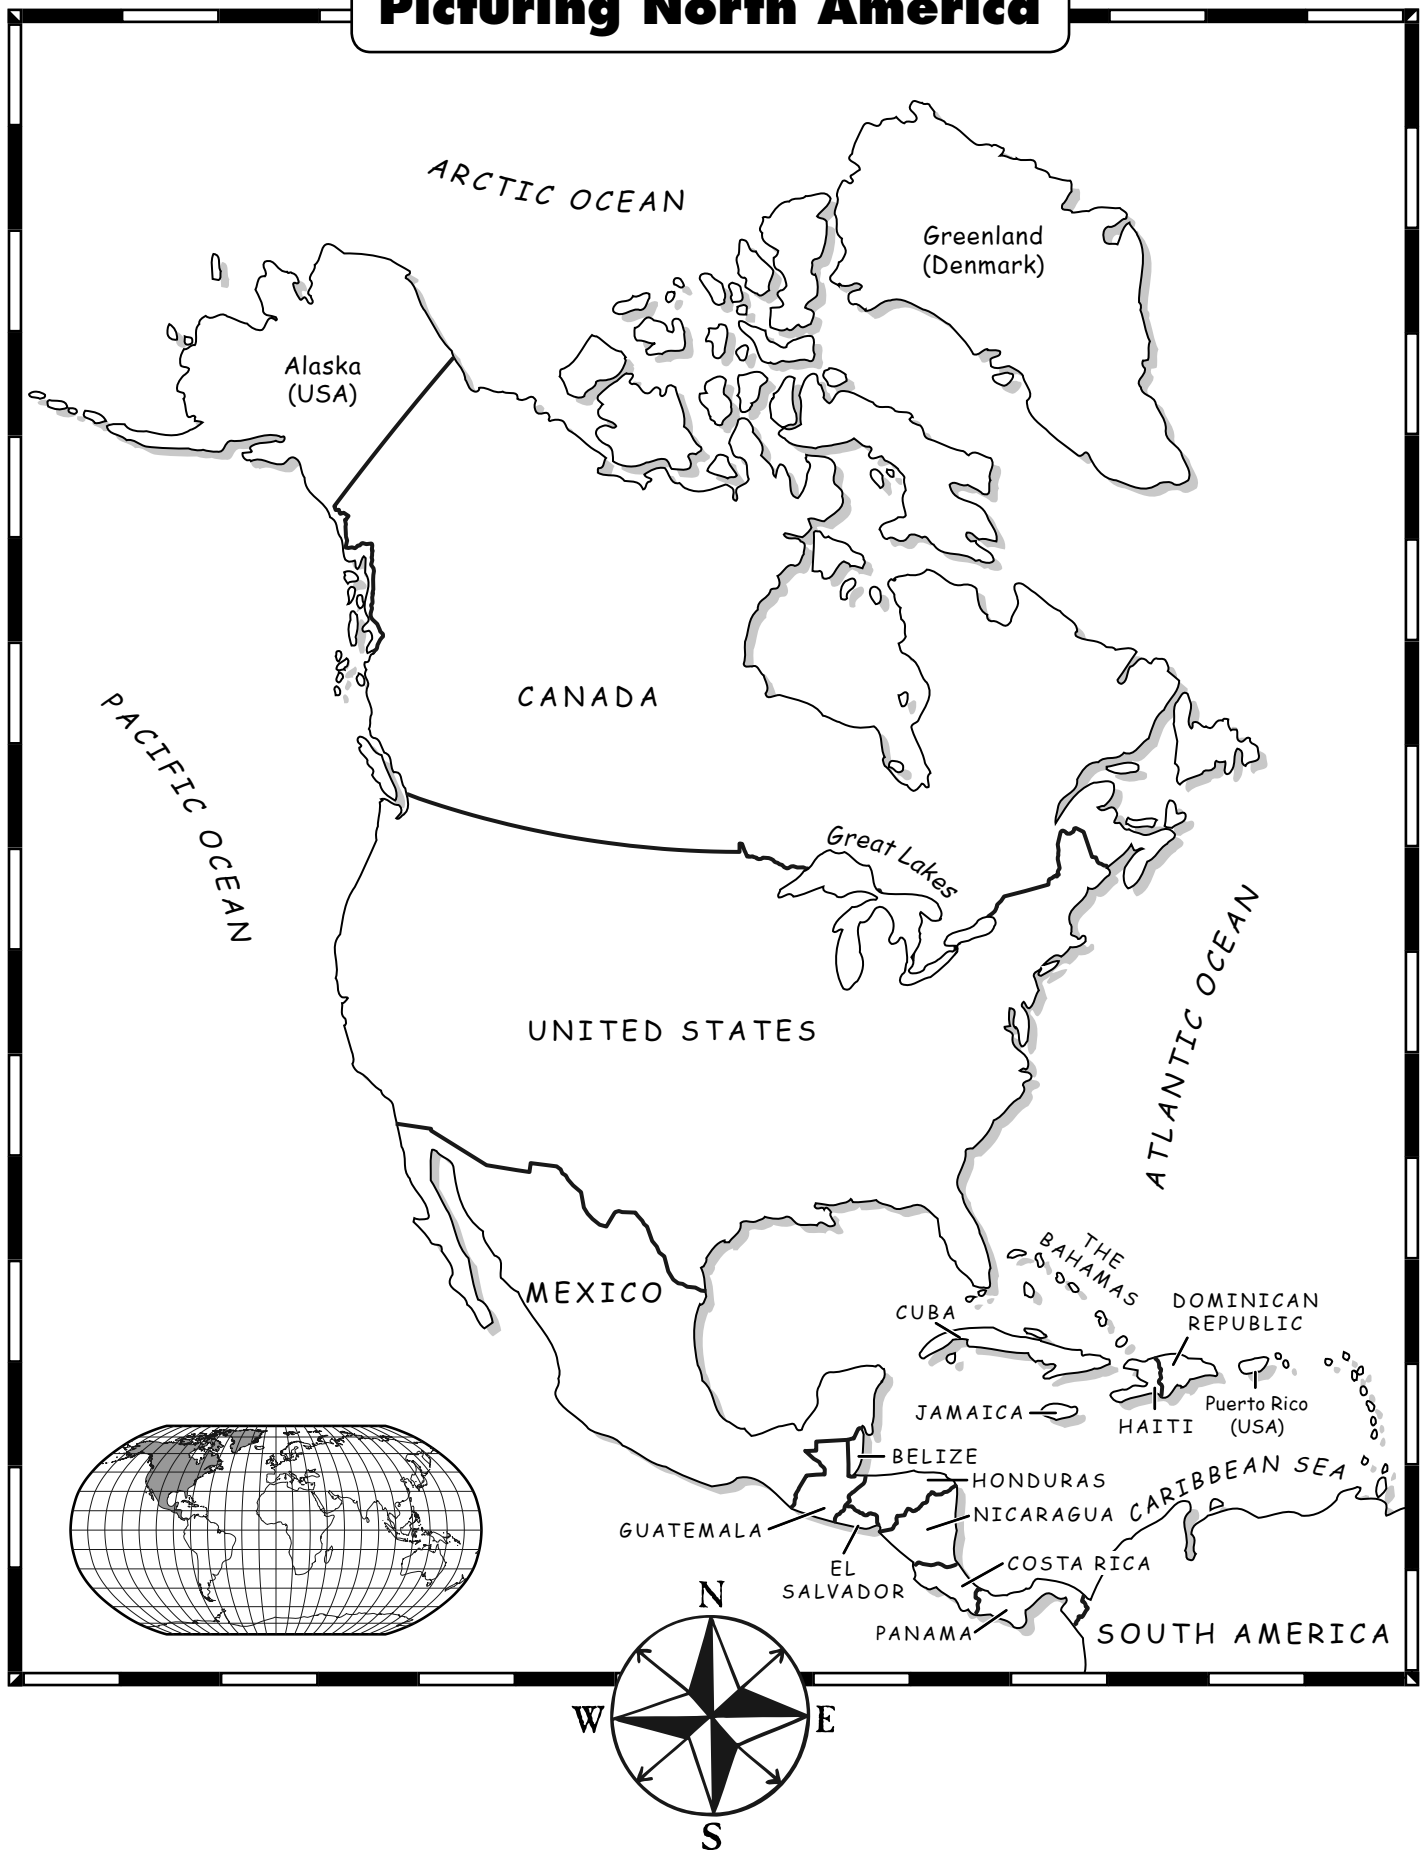 Picturing North America
ARCTIC OCEAN
Greenland
(Denmark)
Alaska
(USA)
CANADA
PACIFIC OCEAN
Great Lakes
ATLANTIC OCEAN
UNITED STATES
THE
BAHAMAS
MEXICO
CUBA
DOMINICAN
REPUBLIC
JAMAICA
HAITI
Puerto Rico
(USA)
BELIZE
CARIBBEAN SEA
HONDURAS
NICARAGUA
GUATEMALA
EL
SALVADOR
COSTA RICA
PANAMA
SOUTH AMERICA
N
W
E
S